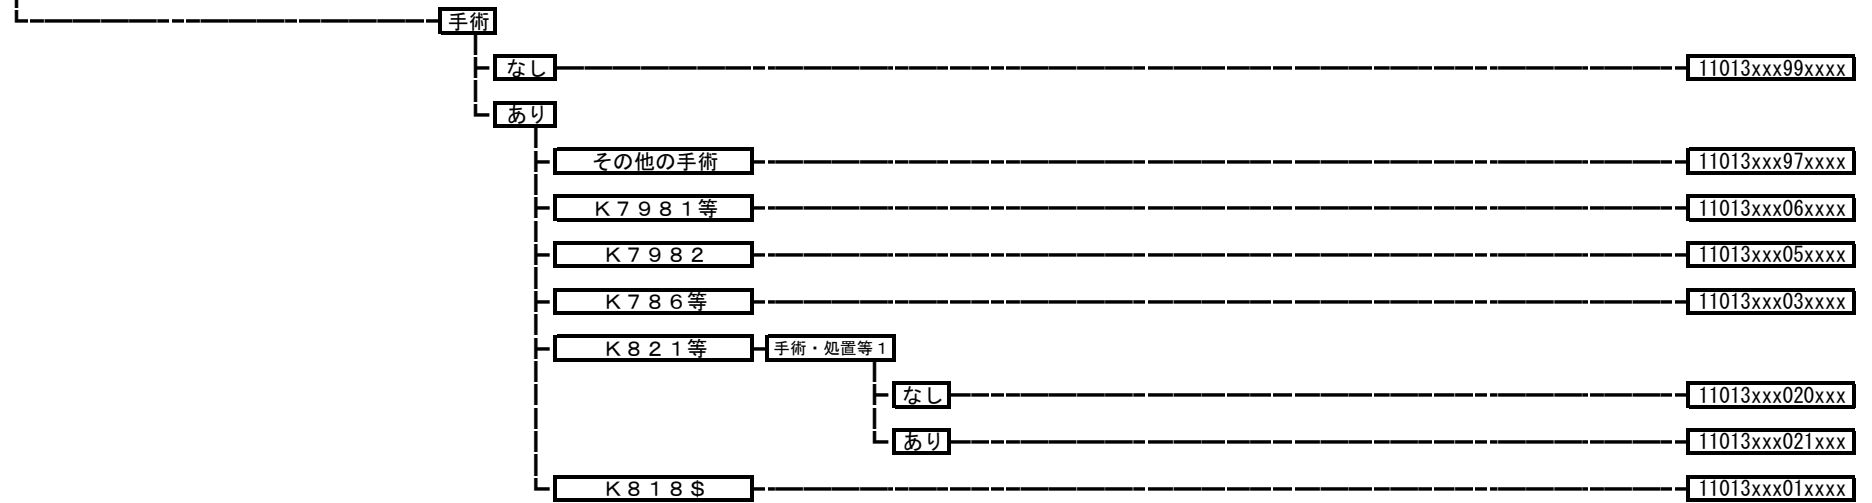 手術
なし 11013xxx99xxxx
あり
その他の手術 11013xxx97xxxx
Ｋ７９８１等 11013xxx06xxxx
Ｋ７９８２ 11013xxx05xxxx
Ｋ７８６等 11013xxx03xxxx
Ｋ８２１等 手術・処置等１
なし 11013xxx020xxx
あり 11013xxx021xxx
Ｋ８１８＄ 11013xxx01xxxx